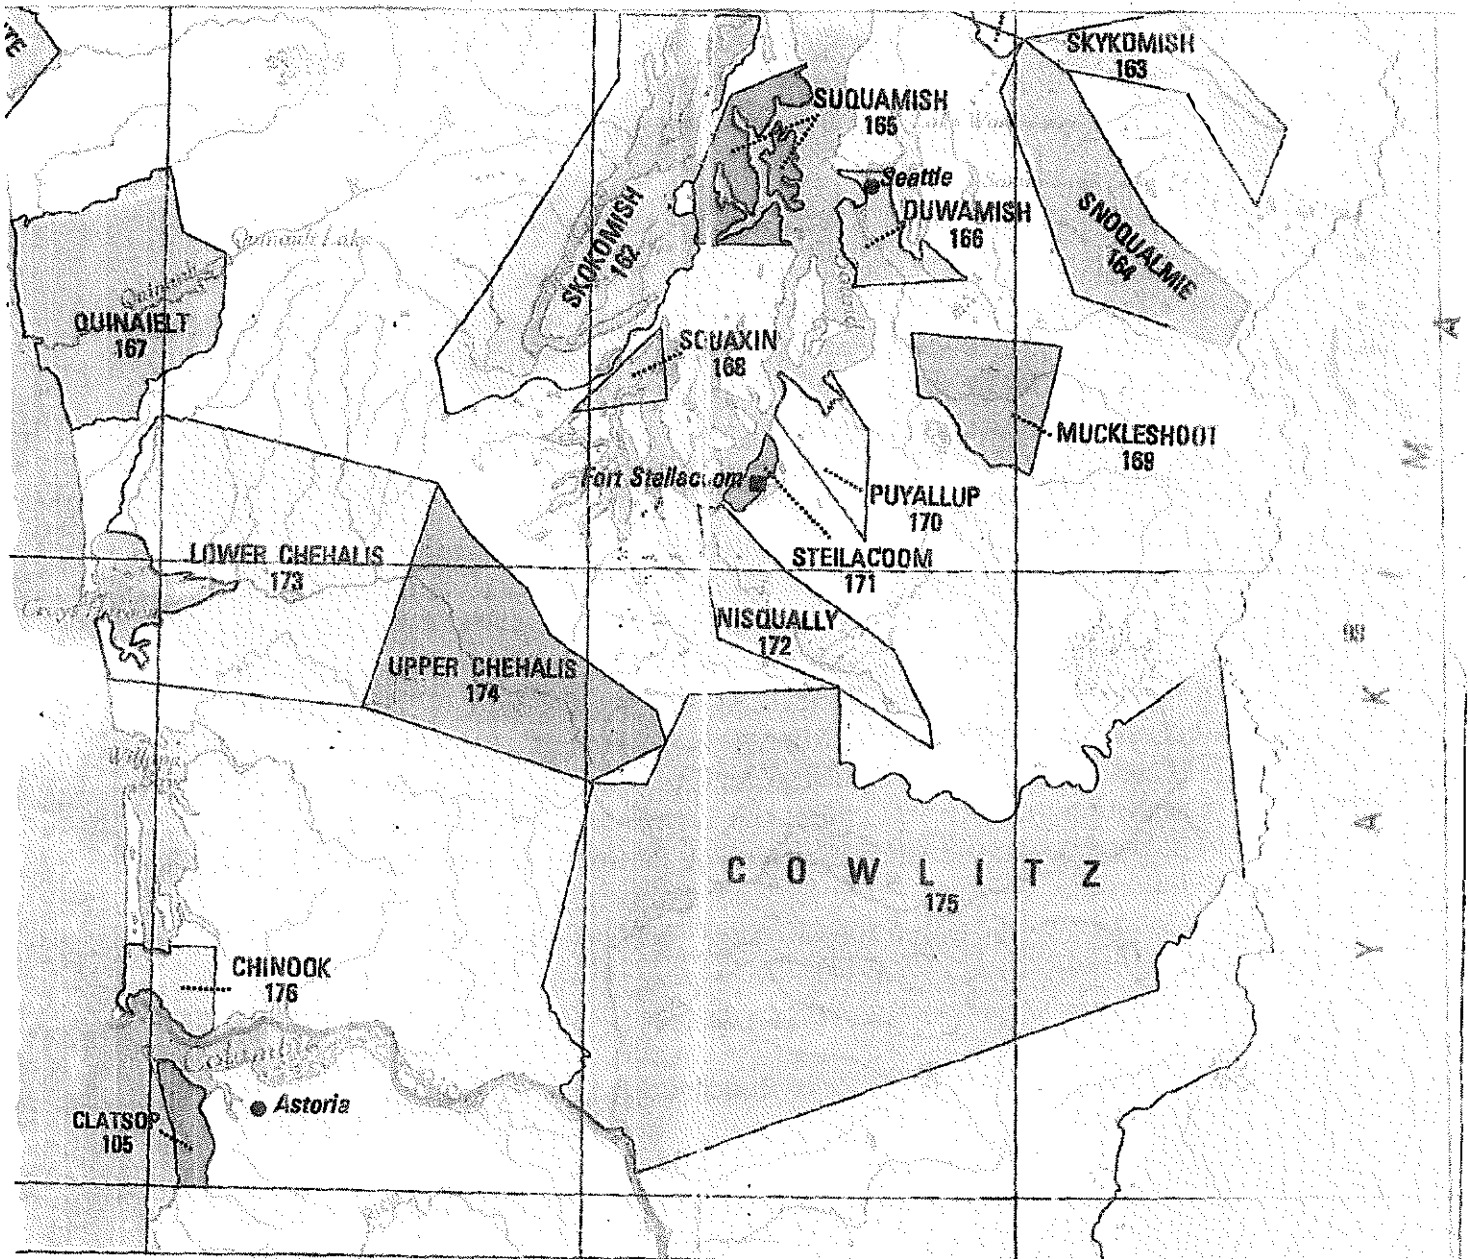 SKYKOMISH
163
SUQUAMISH
165
Seattle
DUWAMISH
166
SNOQUALMIE
164
SKOKOMISH
162
QUINAIELT
167
SQUAXIN
168
MUCKLESHOOT
169
Fort Steilacoom
PUYALLUP
170
STEILACOOM
171
LOWER CHEHALIS
173
NISQUALLY
172
UPPER CHEHALIS
174
COWLITZ
175
CHINOOK
176
Columbia
Astoria
CLATSOP
105
Y A K I M A